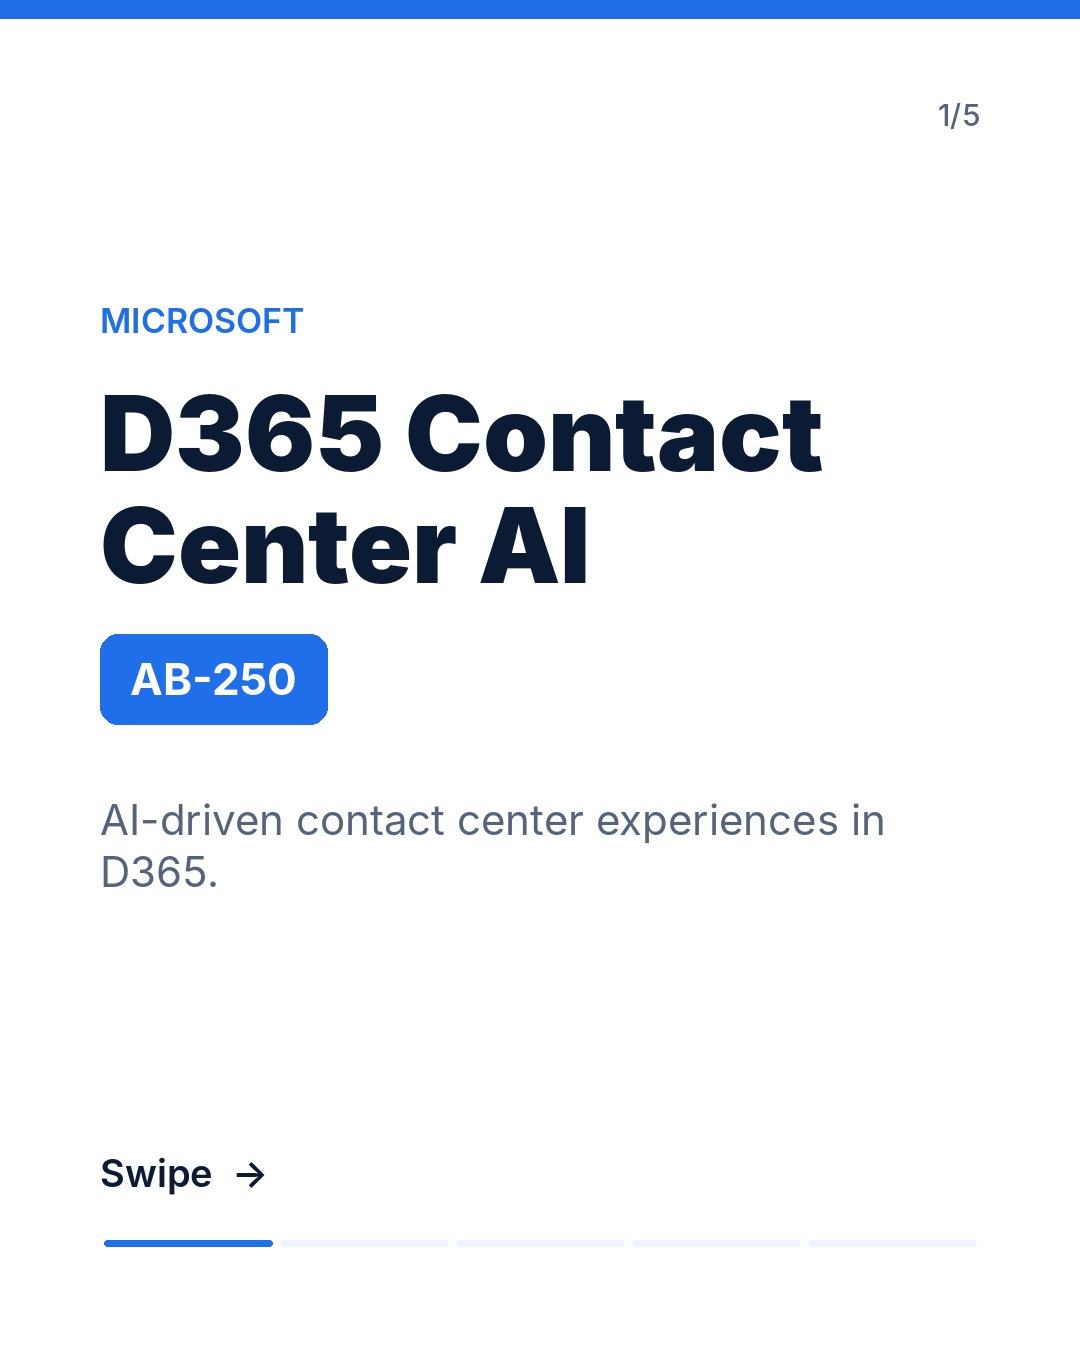 1/5
MICROSOFT
D365 Contact
Center AI
AB-250
AI-driven contact center experiences in
D365.
Swipe →